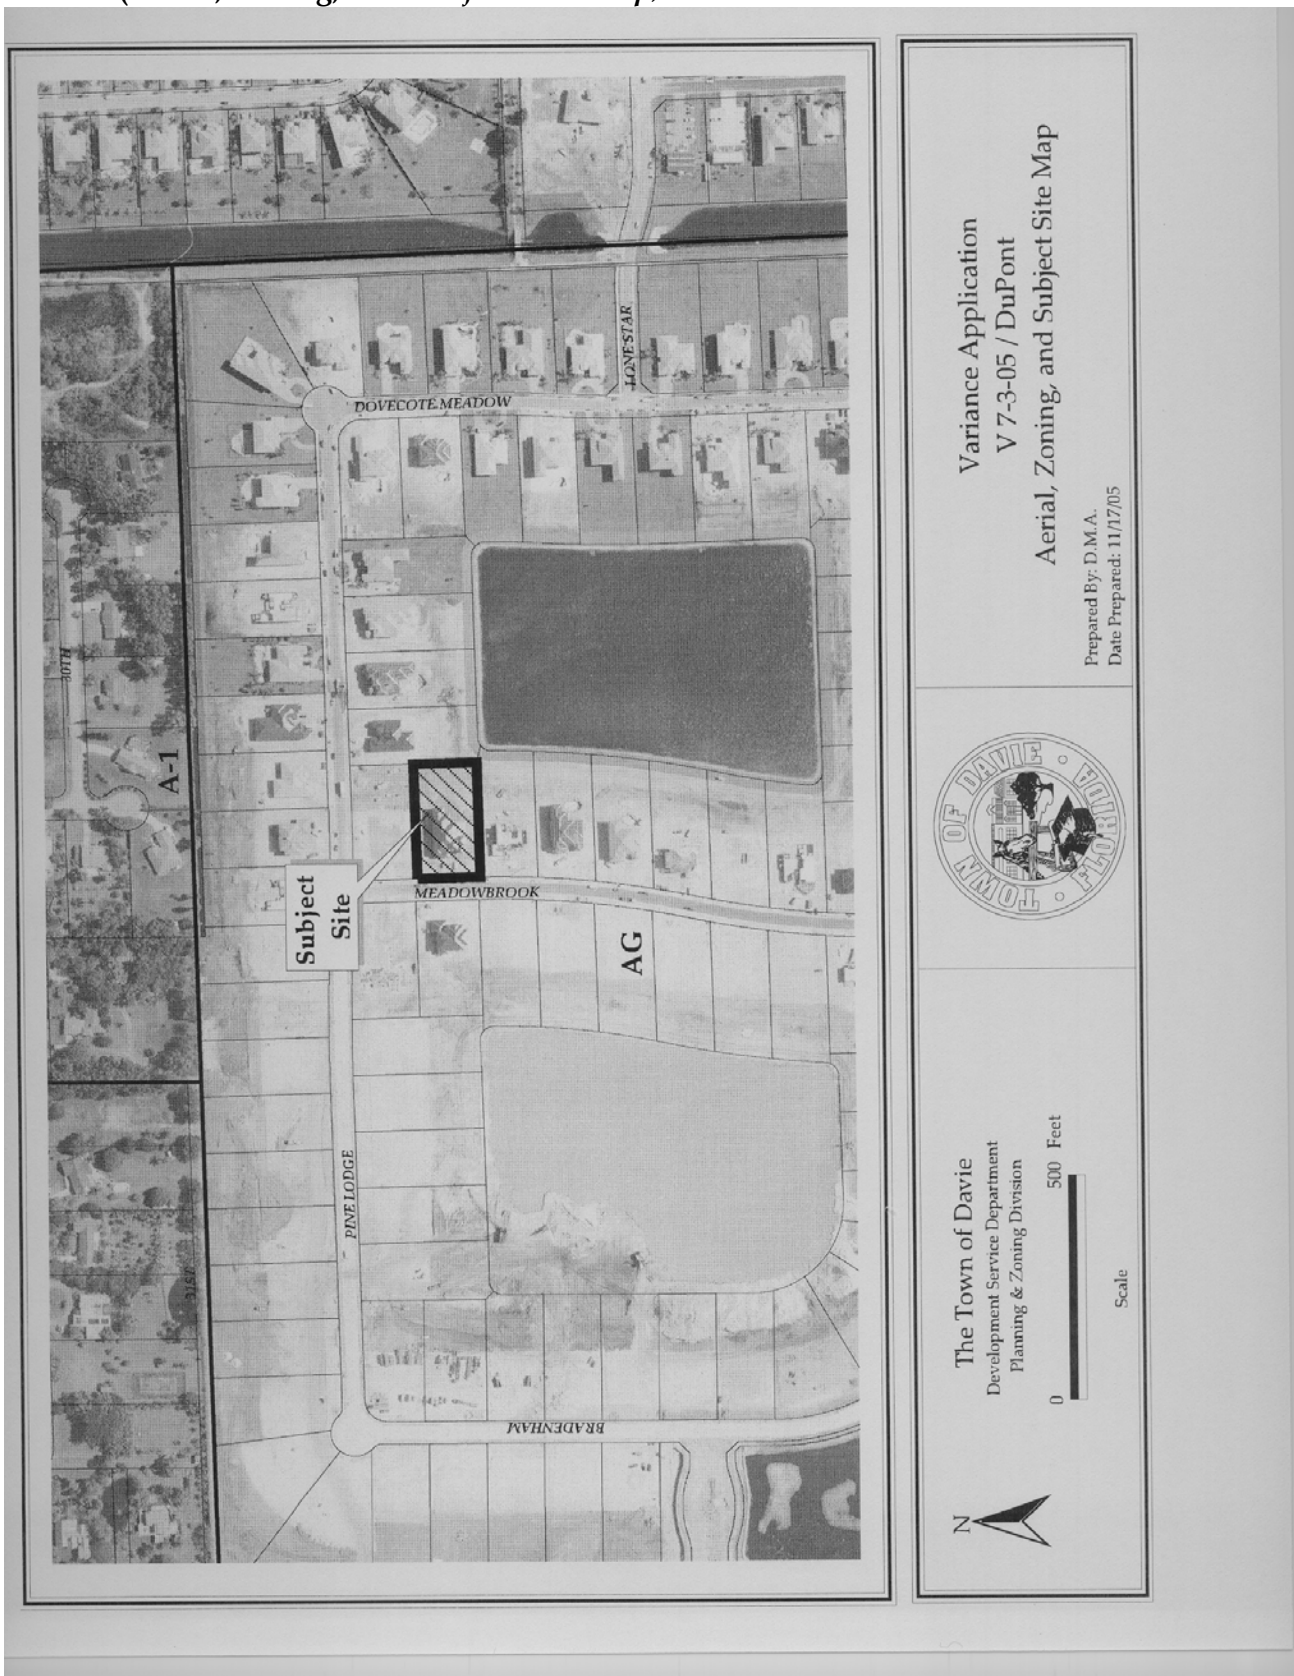 30TH
A-1
31ST
Subject
Site
PINE LODGE
DOVECOTE MEADOW
LONE STAR
MEADOWBROOK
AG
BRADENHAM
The Town of Davie
Development Service Department
Planning & Zoning Division
N
0
500 Feet
Scale
TOWN OF DAVIE
FLORIDA
Variance Application
V 7-3-05 / DuPont
Aerial, Zoning, and Subject Site Map
Prepared By: D.M.A.
Date Prepared: 11/17/05